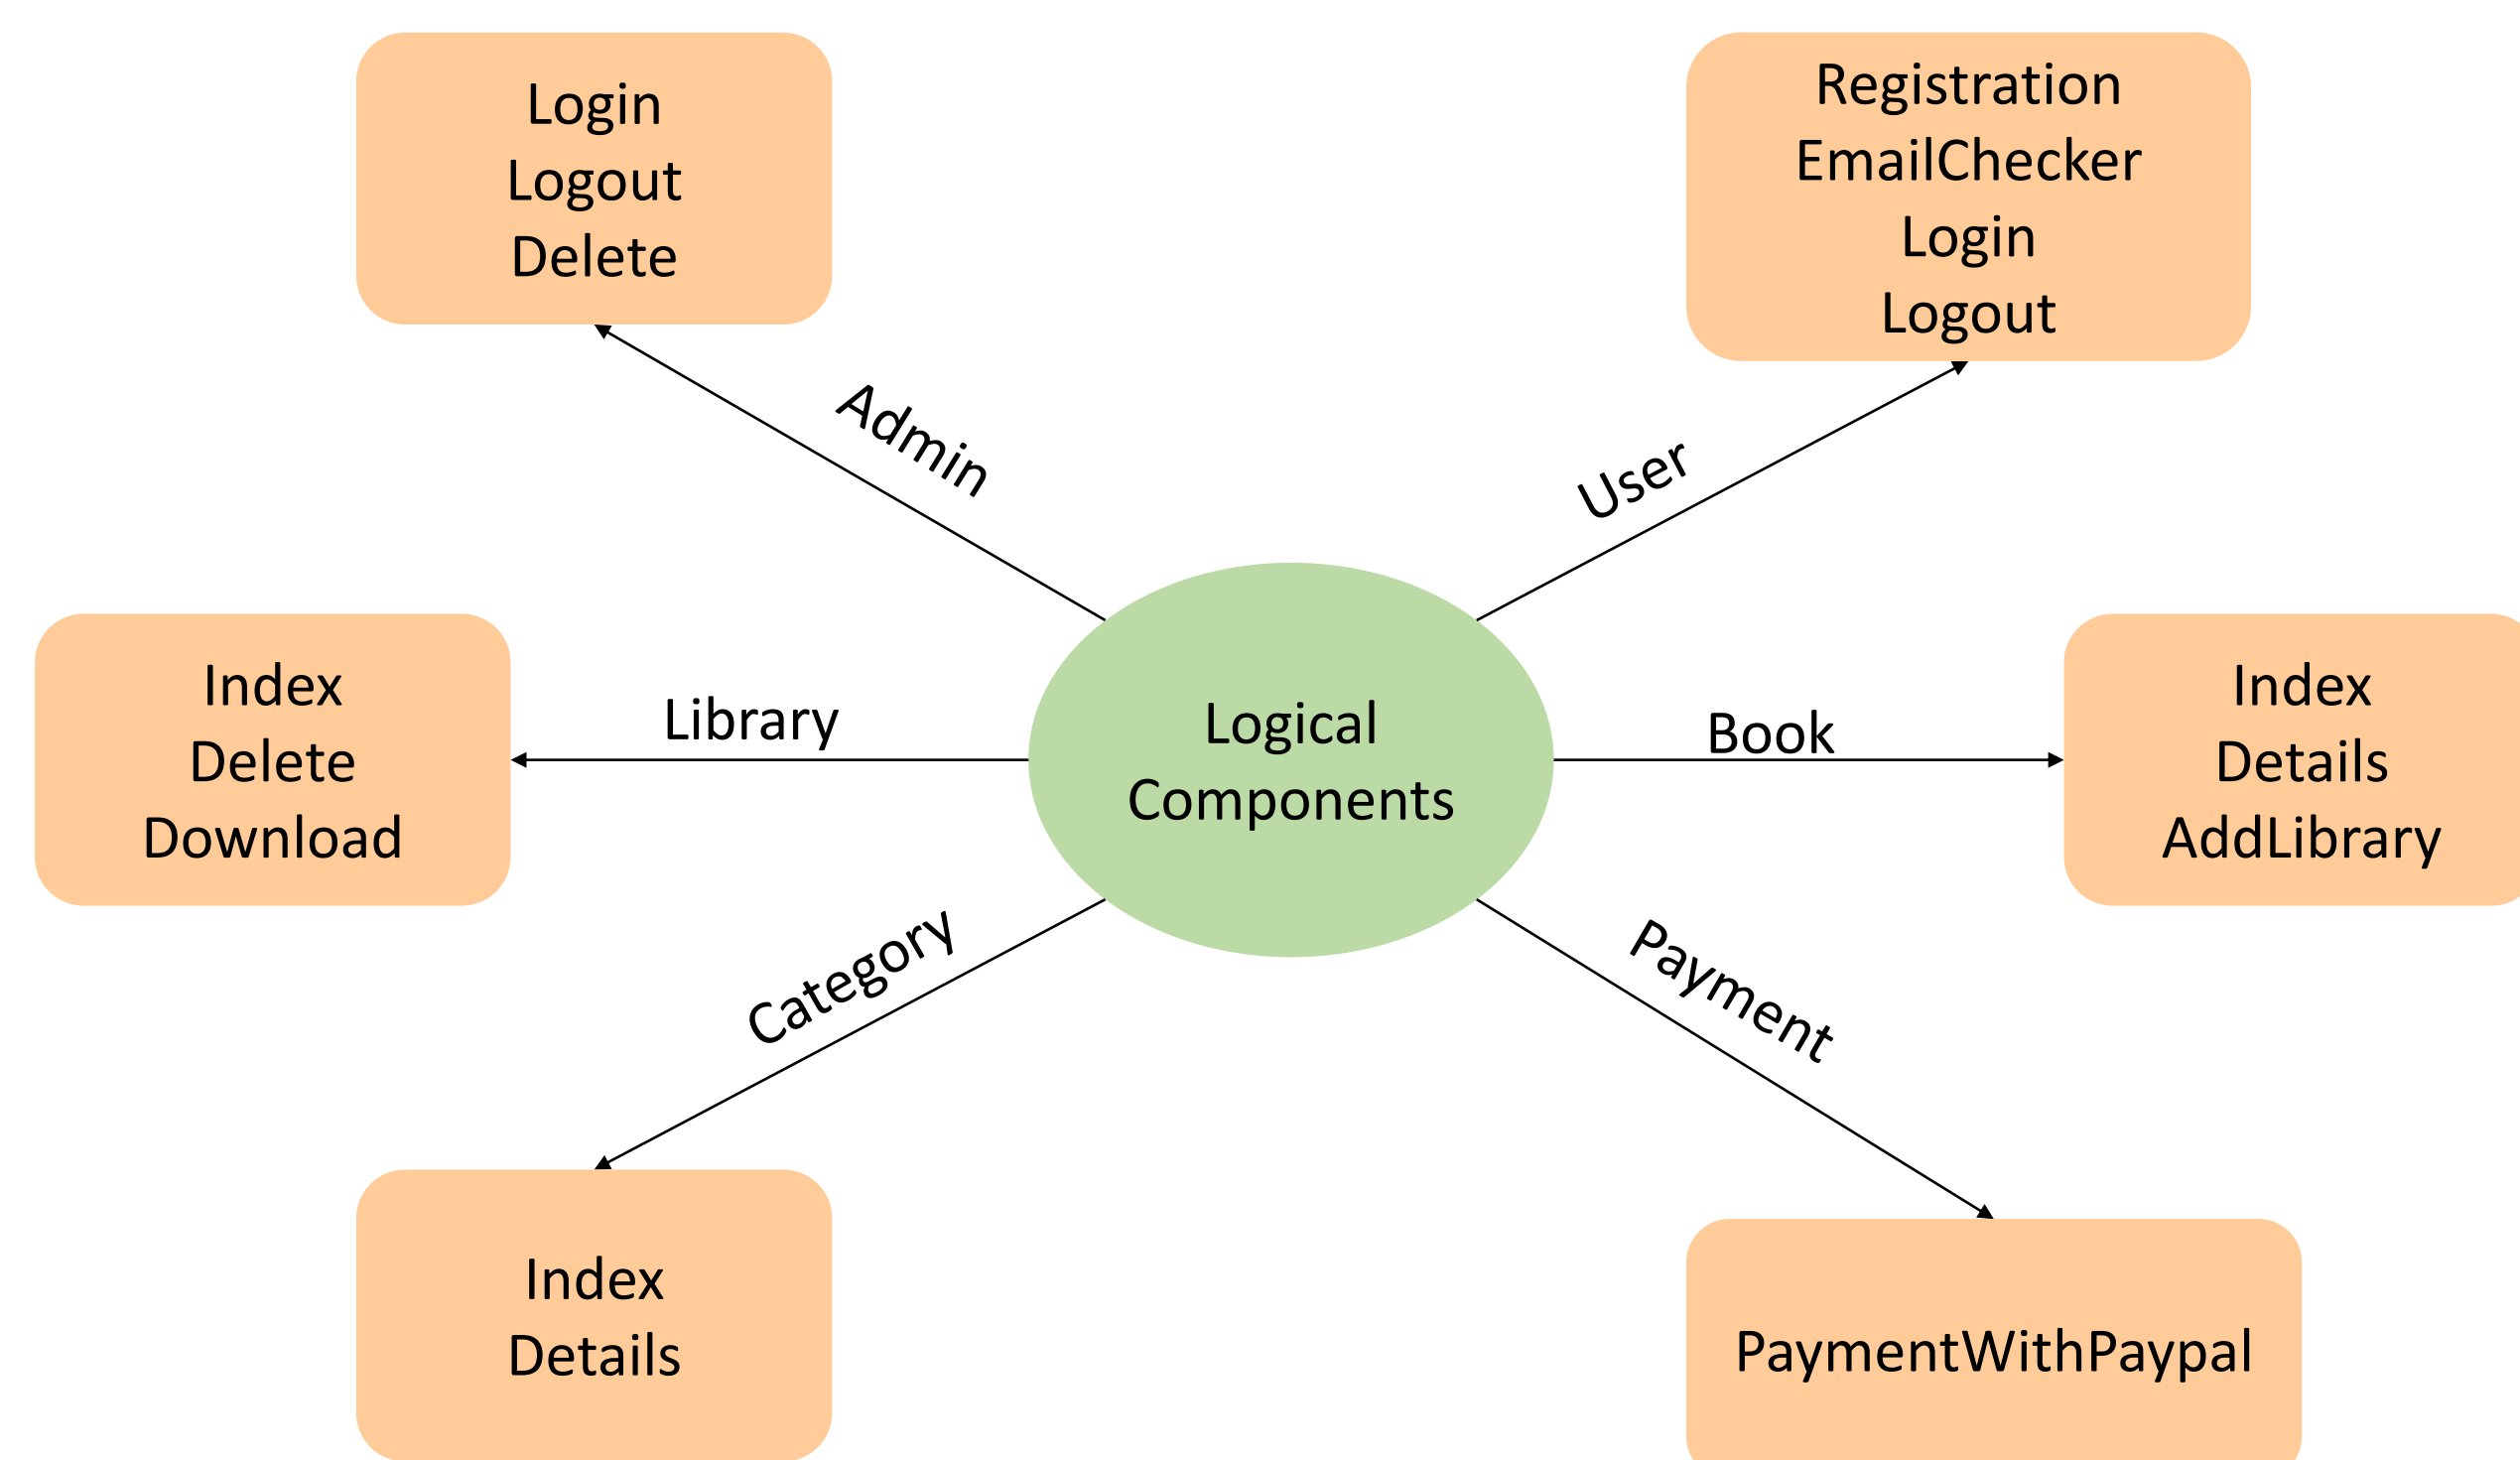 Login
Logout
Delete
Registration
EmailChecker
Login
Logout
Admin
User
Index
Delete
Download
Library
Logical
Components
Book
Index
Details
AddLibrary
Category
Payment
Index
Details
PaymentWithPaypal